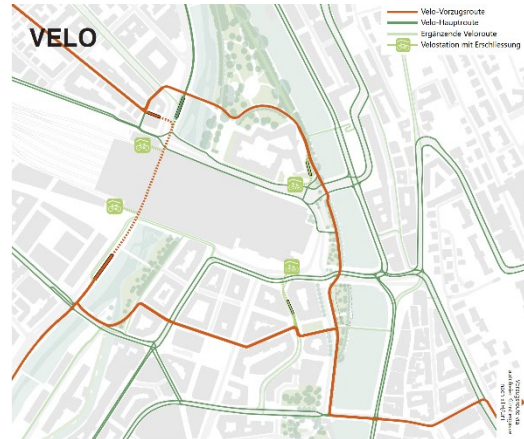 VELO
Velo-Vorzugsroute
Velo-Hauptroute
Ergänzende Veloroute
Velostation mit Erschliessung